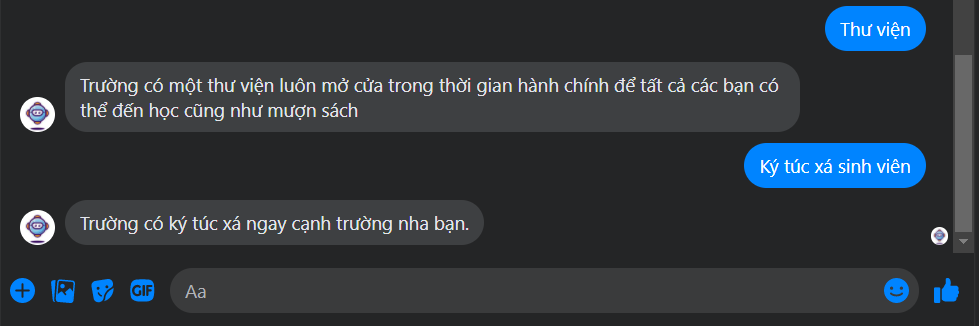 Thư viện
Trường có một thư viện luôn mở cửa trong thời gian hành chính để tất cả các bạn có
thể đến học cũng như mượn sách
Ký túc xá sinh viên
Trường có ký túc xá ngay cạnh trường nha bạn.
GIF
Aa